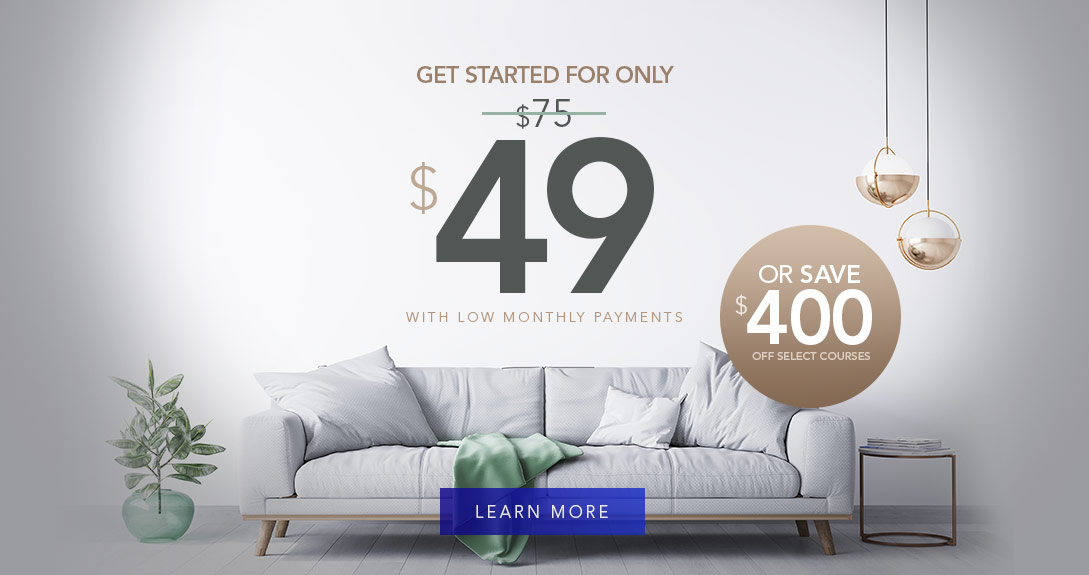 GET STARTED FOR ONLY
$75
$49
WITH LOW MONTHLY PAYMENTS
OR SAVE
$400
OFF SELECT COURSES
LEARN MORE